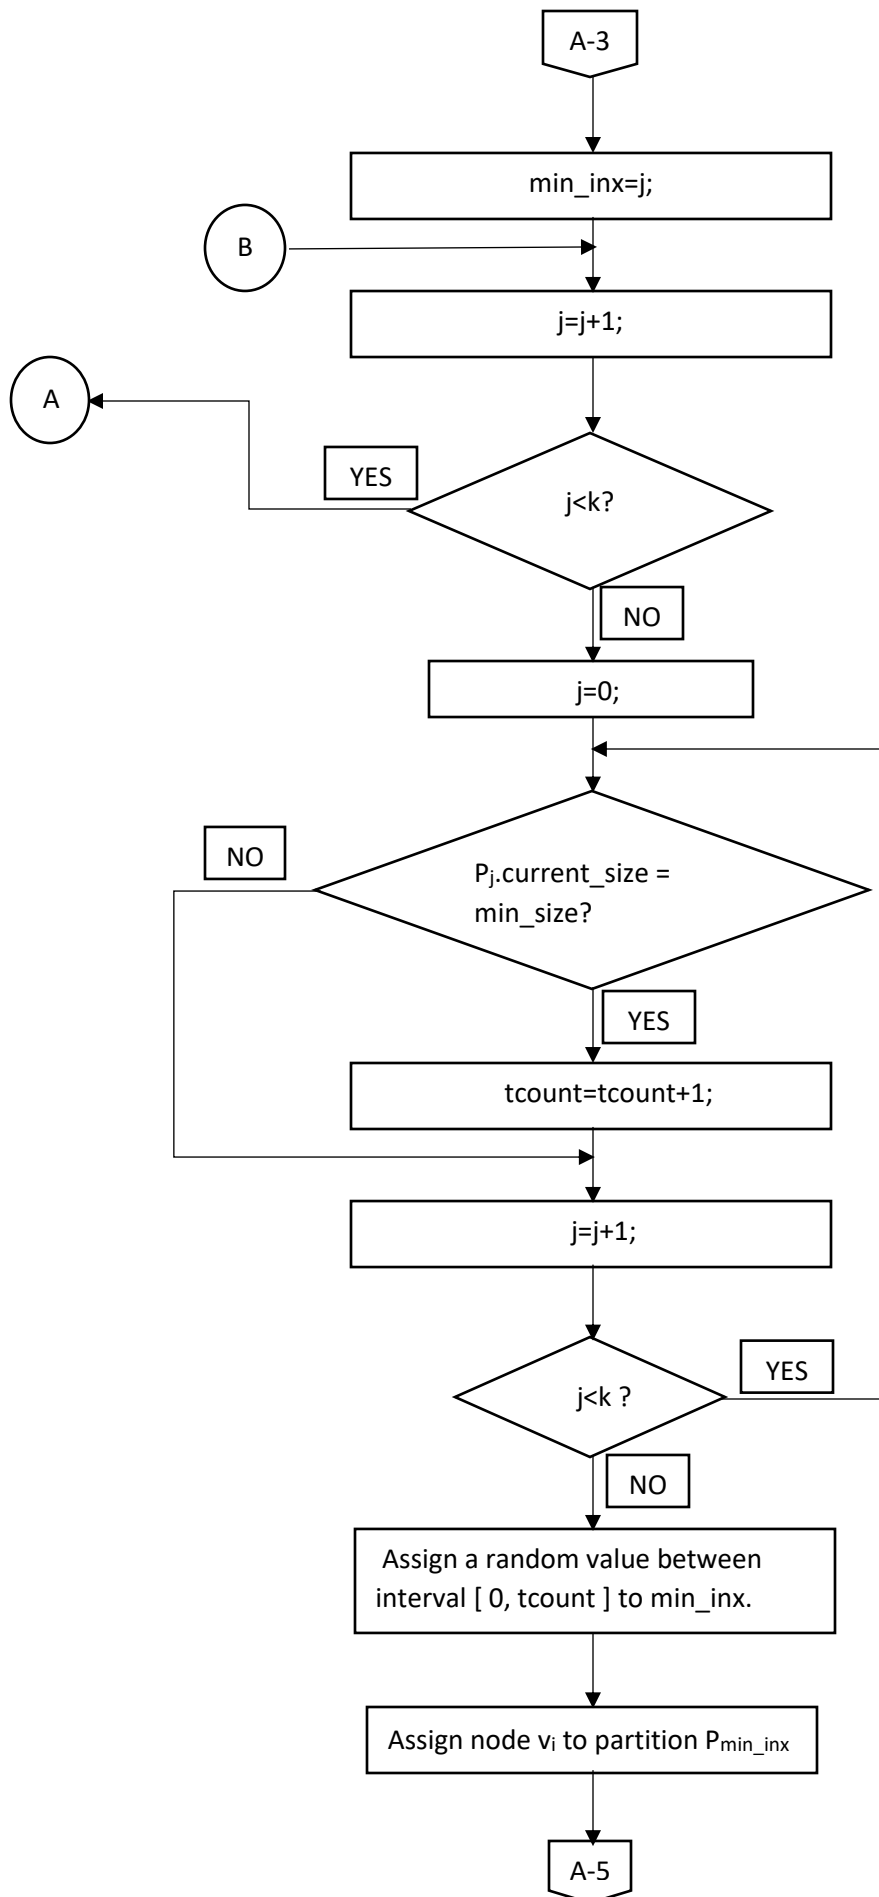 A-3
min_inx=j;
B
j=j+1;
A
YES
j<k?
NO
j=0;
NO
Pj.current_size =
min_size?
YES
tcount=tcount+1;
j=j+1;
YES
j<k ?
NO
Assign a random value between
interval [ 0, tcount ] to min_inx.
Assign node vi to partition Pmin_inx
A-5